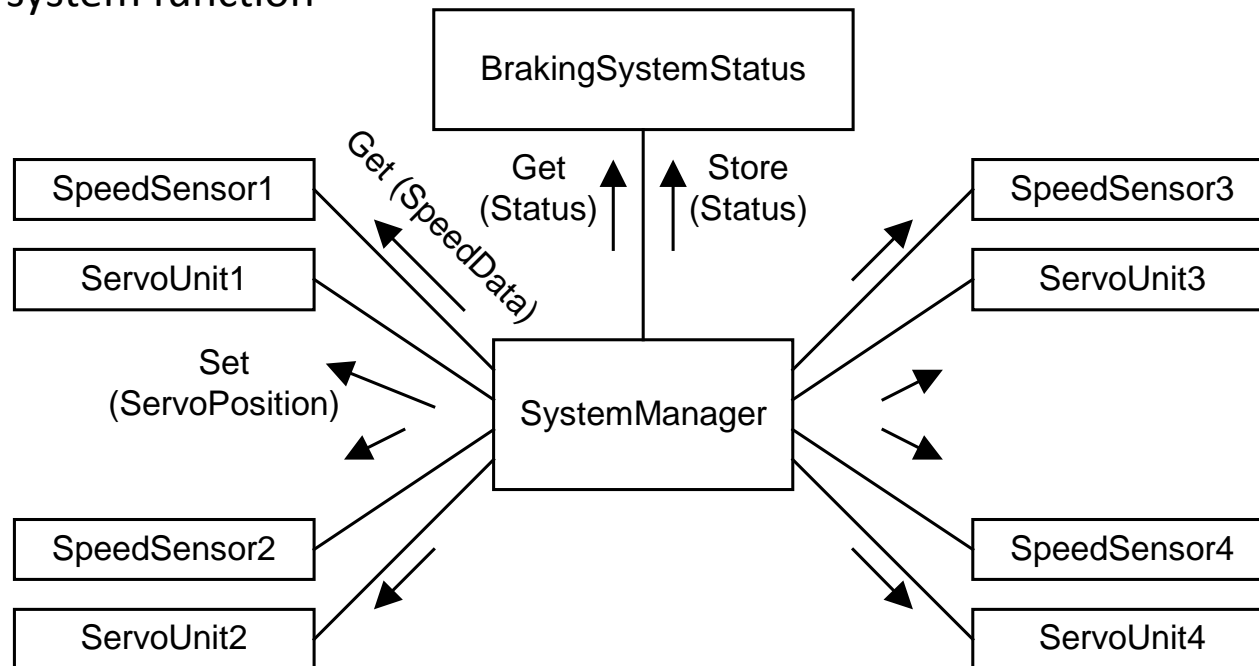 system function
BrakingSystemStatus
SpeedSensor1
Get (SpeedData)
Get
(Status)
Store
(Status)
SpeedSensor3
ServoUnit1
ServoUnit3
Set
(ServoPosition)
SystemManager
SpeedSensor2
SpeedSensor4
ServoUnit2
ServoUnit4